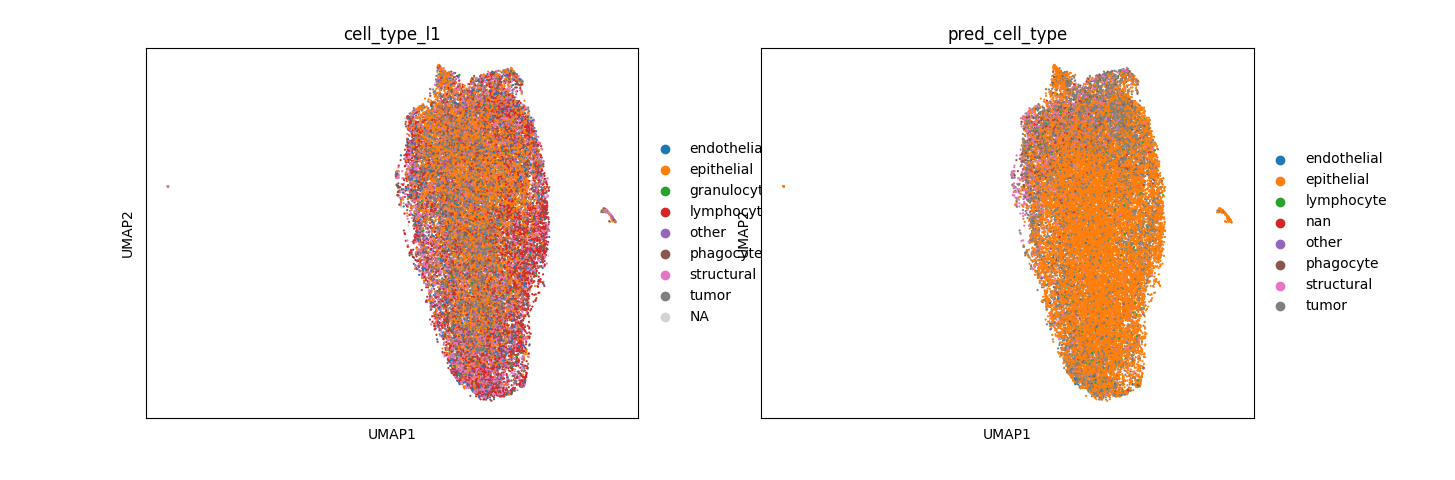 cell_type_l1
UMAP2
UMAP1
endothelia
epithelial
granulocyt
lymphocyt
other
phagocyte
structural
tumor
NA
pred_cell_type
UMAP2
UMAP1
endothelial
epithelial
lymphocyte
nan
other
phagocyte
structural
tumor